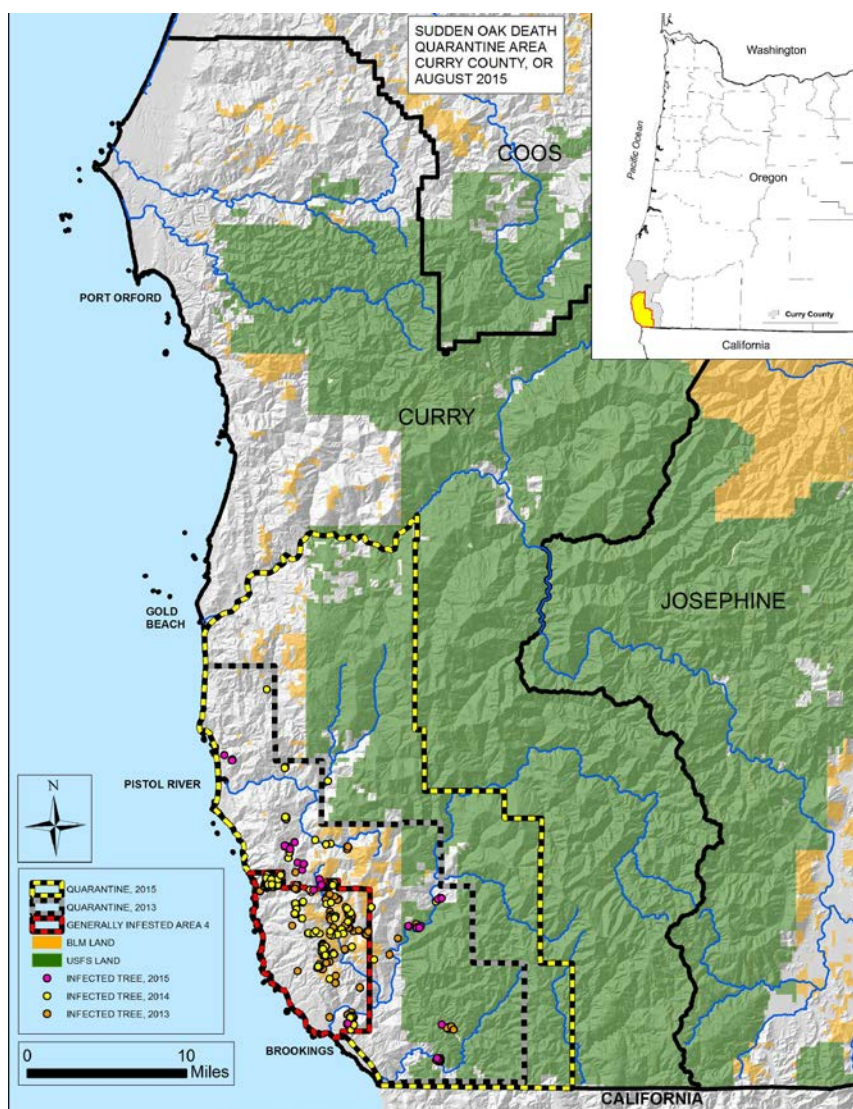 SUDDEN OAK DEATH
QUARANTINE AREA
CURRY COUNTY, OR
AUGUST 2015
Washington
Pacific Ocean
Oregon
Curry County
California
COOS
PORT ORFORD
CURRY
GOLD
BEACH
JOSEPHINE
PISTOL RIVER
N
QUARANTINE, 2015
QUARANTINE, 2013
GENERALLY INFESTED AREA 4
BLM LAND
USFS LAND
INFECTED TREE, 2015
INFECTED TREE, 2014
INFECTED TREE, 2013
BROOKINGS
0 10
Miles
CALIFORNIA